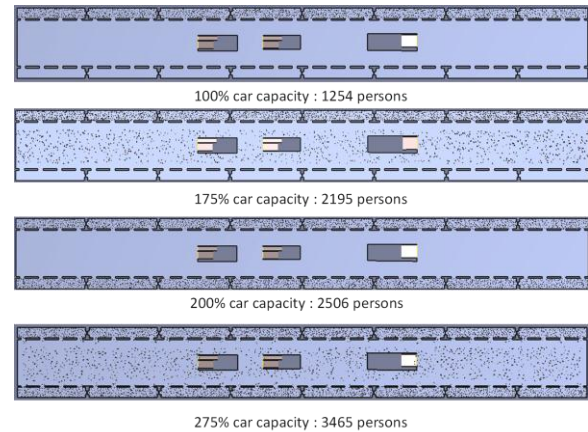 100% car capacity : 1254 persons
175% car capacity : 2195 persons
200% car capacity : 2506 persons
275% car capacity : 3465 persons